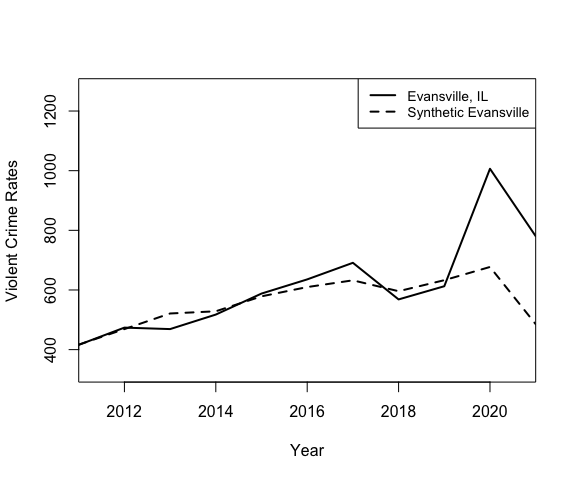 Evansville, IL
Synthetic Evansville
1200
1000
800
600
400
Violent Crime Rates
2012 2014 2016 2018 2020
Year